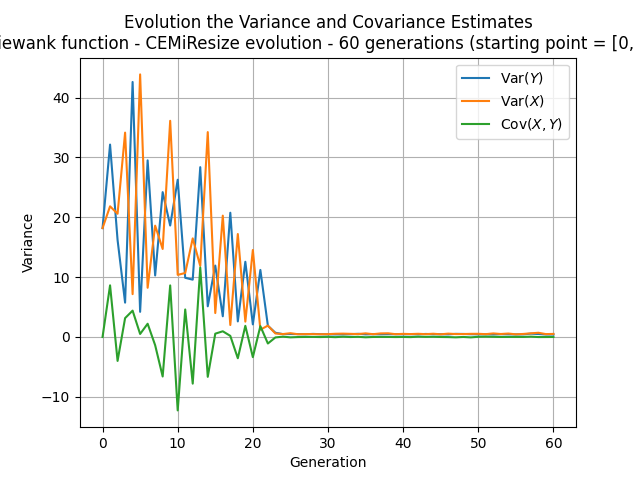 Evolution the Variance and Covariance Estimates
function - CEMiResize evolution - 60 generations (starting point = [0,
Var(Y)
Var(X)
Cov(X, Y)
Variance
40
30
20
10
0
−10
0
10
20
30
40
50
60
Generation